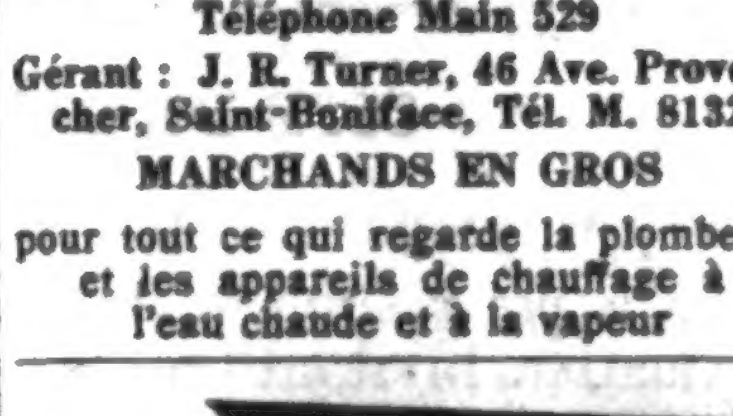 Téléphone Main 529
Gérant : J. R. Turner, 46 Ave. Prove
cher, Saint-Boniface, Tél. M. 8132
MARCHANDS EN GROS
pour tout ce qui regarde la plombe
et les appareils de chauffage à
l'eau chaude et à la vapeur